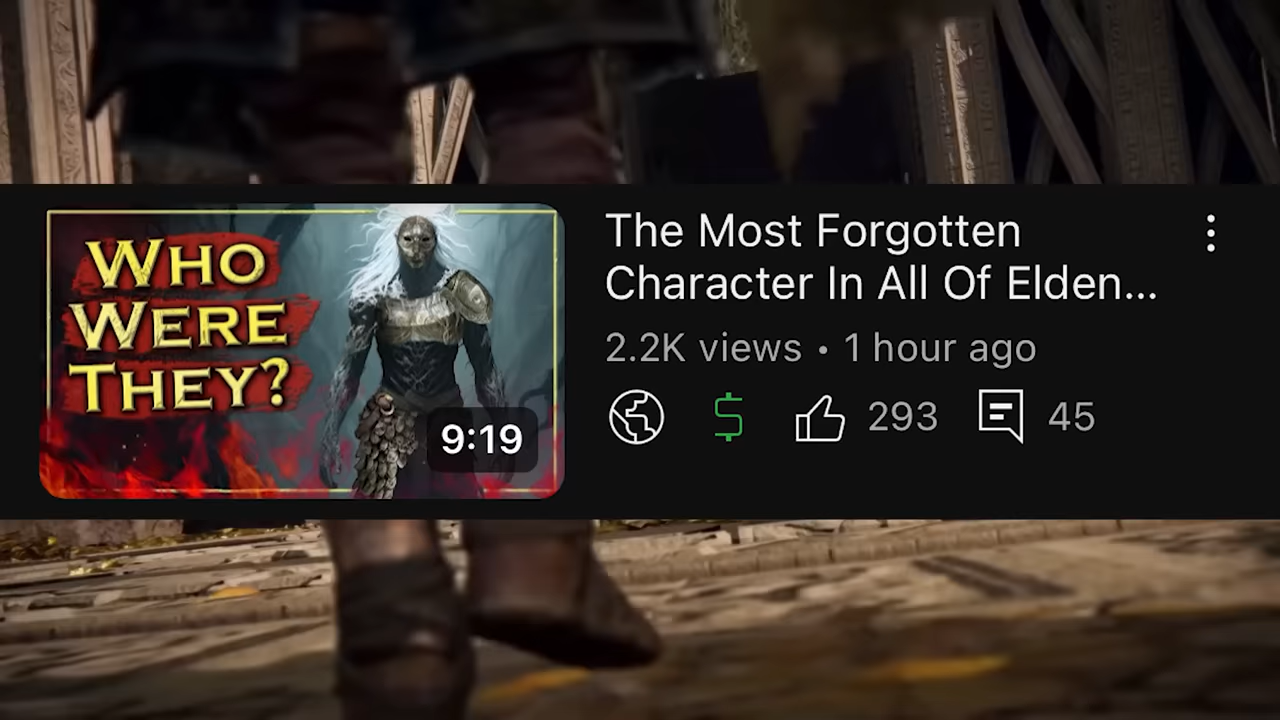 WHO
WERE
THEY?
9:19
The Most Forgotten
Character In All Of Elden...
2.2K views • 1 hour ago
293 45